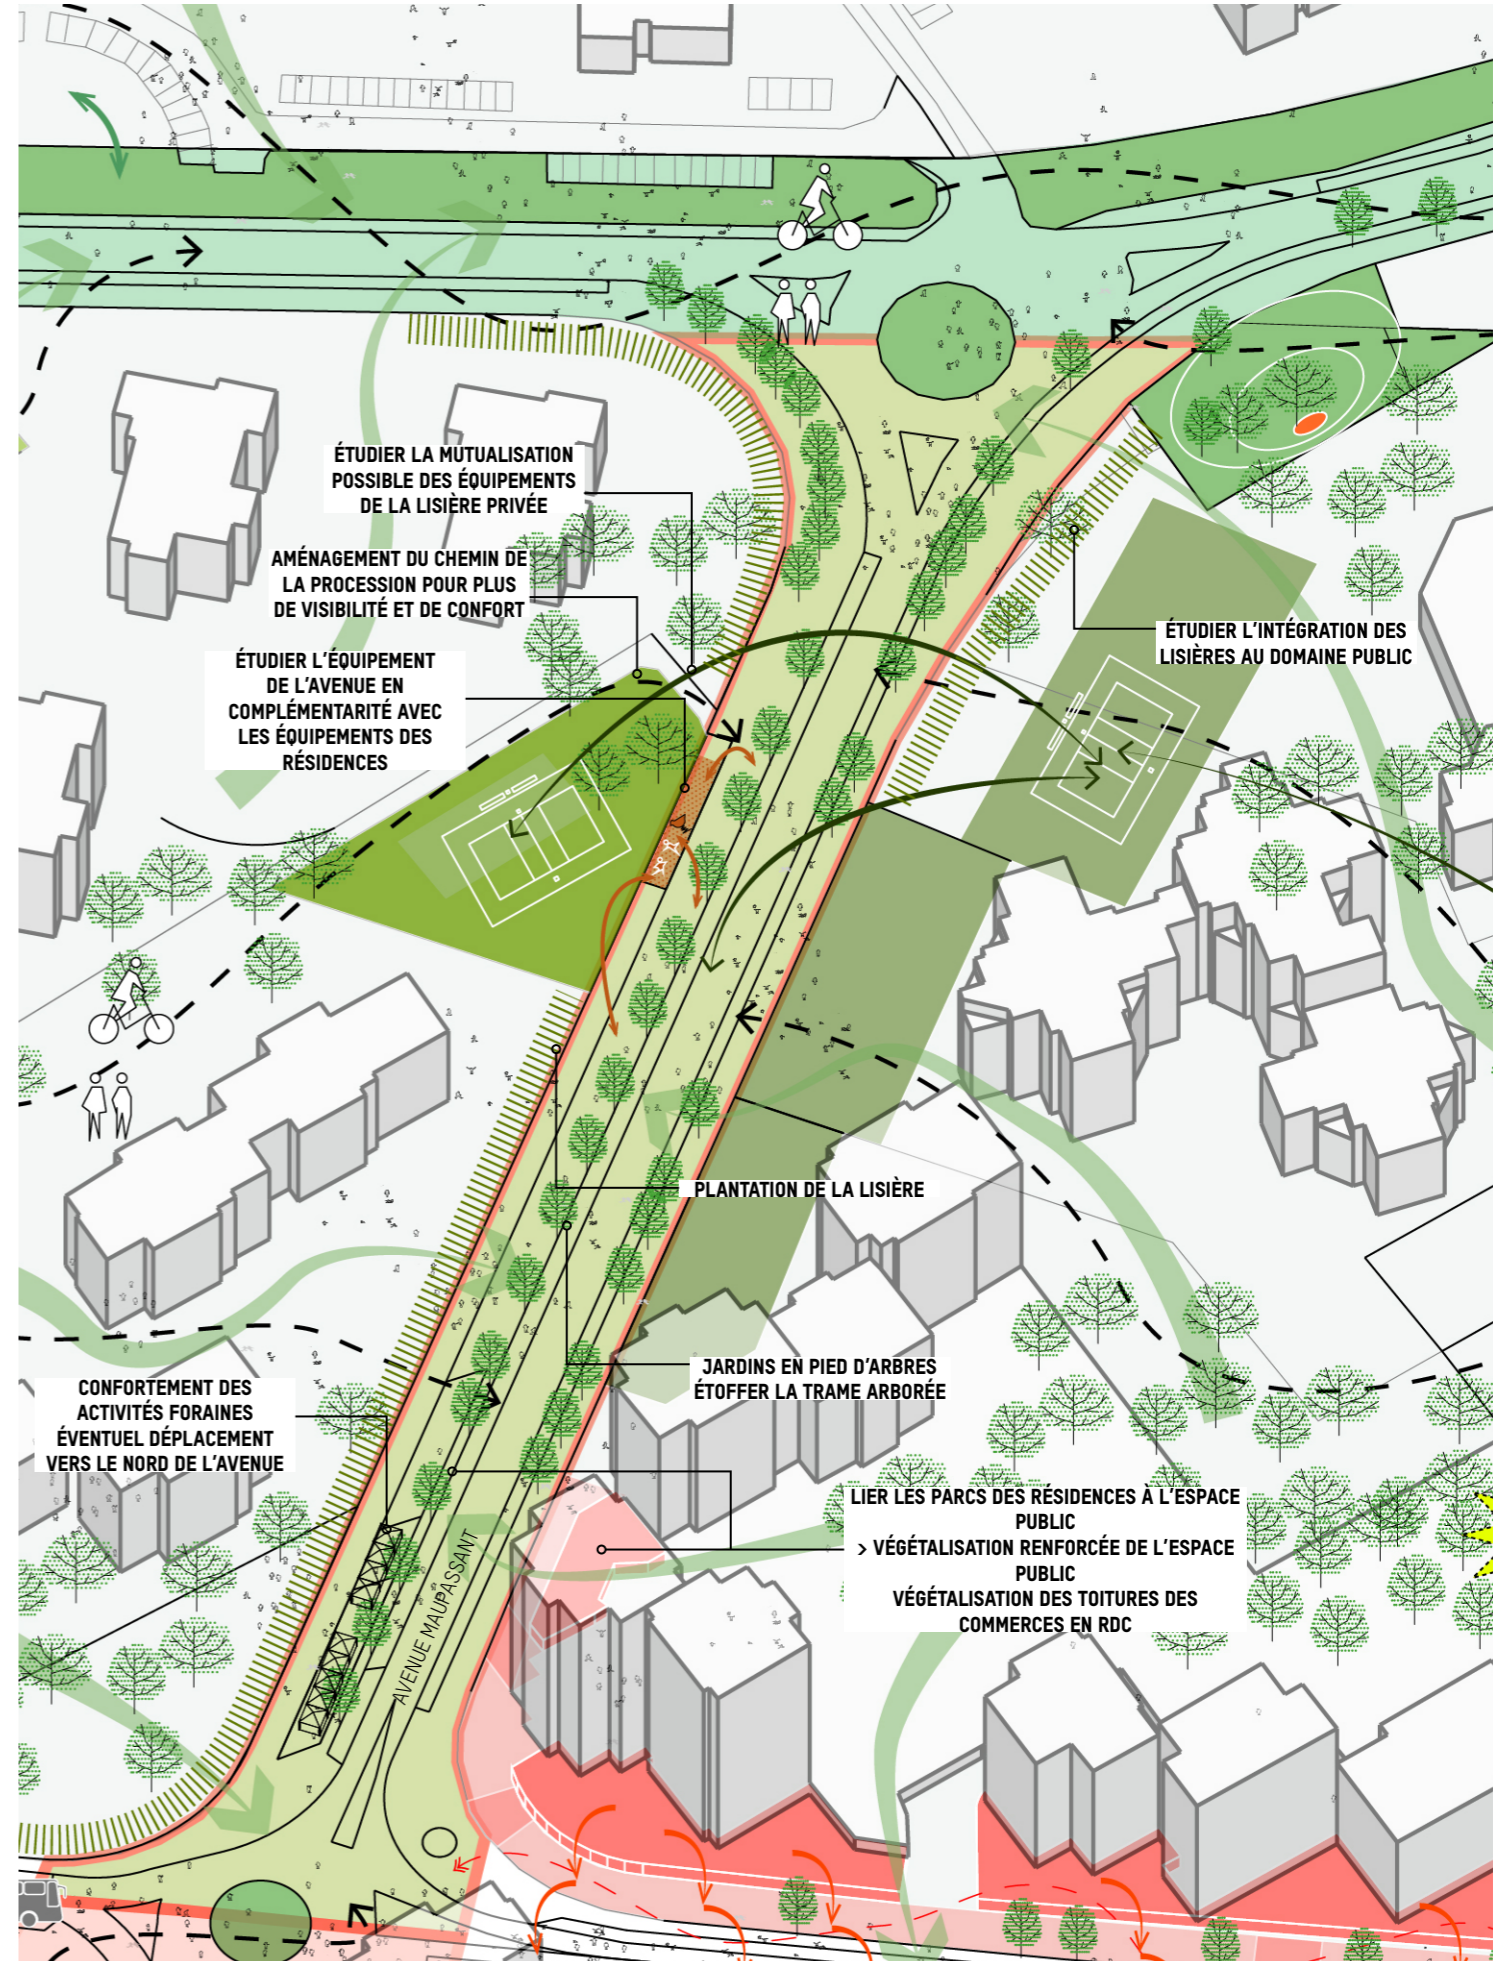 ÉTUDIER LA MUTUALISATION
POSSIBLE DES ÉQUIPEMENTS
DE LA LISIÈRE PRIVÉE
AMÉNAGEMENT DU CHEMIN DE
LA PROCESSION POUR PLUS
DE VISIBILITÉ ET DE CONFORT
ÉTUDIER L'INTÉGRATION DES
LISIÈRES AU DOMAINE PUBLIC
ÉTUDIER L'ÉQUIPEMENT
DE L'AVENUE EN
COMPLÉMENTARITÉ AVEC
LES ÉQUIPEMENTS DES
RÉSIDENCES
PLANTATION DE LA LISIÈRE
JARDINS EN PIED D'ARBRES
ÉTOFFER LA TRAME ARBORÉE
CONFORTEMENT DES
ACTIVITÉS FORAINES
ÉVENTUEL DÉPLACEMENT
VERS LE NORD DE L'AVENUE
LIER LES PARCS DES RÉSIDENCES À L'ESPACE
PUBLIC
> VÉGÉTALISATION RENFORCÉE DE L'ESPACE
PUBLIC
VÉGÉTALISATION DES TOITURES DES
COMMERCES EN RDC
AVENUE MAUPASSANT